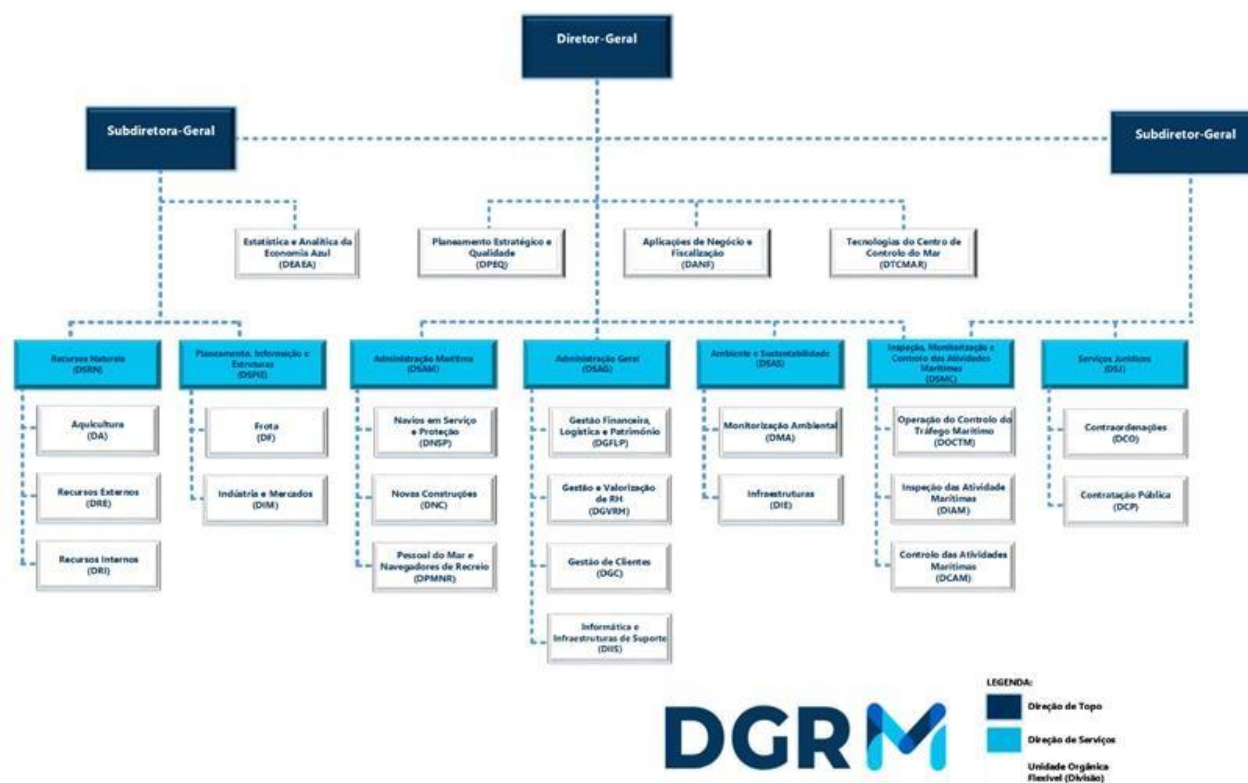 Diretor-Geral
Subdiretora-Geral
Subdiretor-Geral
Estatística e Analítica da
Economia Azul
(DEAEA)
Planeamento Estratégico e
Qualidade
(DPEQ)
Aplicações de Negócio e
Fiscalização
(DANF)
Tecnologias do Centro de
Controlo do Mar
(DTCMAR)
Recursos Naturais
(DSRN)
Planeamento, Informação e
Estruturas
(DSPIE)
Administração Marítima
(DSAM)
Administração Geral
(DSAG)
Ambiente e Sustentabilidade
(DSAS)
Inspeção, Monitorização e
Controlo das Atividades
Marítimas
(DSMC)
Serviços Jurídicos
(DSJ)
Aquicultura
(DA)
Recursos Externos
(DRE)
Recursos Internos
(DRI)
Frota
(DF)
Indústria e Mercados
(DIM)
Navios em Serviço
e Proteção
(DNSP)
Novas Construções
(DNC)
Pessoal do Mar e
Navegadores de Recreio
(DPMNR)
Gestão Financeira,
Logística e Património
(DGFLP)
Gestão e Valorização
de RH
(DGVRH)
Gestão de Clientes
(DGC)
Informática e
Infraestruturas de Suporte
(DIIS)
Monitorização Ambiental
(DMA)
Infraestruturas
(DIE)
Operação do Controlo do
Tráfego Marítimo
(DOCTM)
Inspeção das Atividade
Marítimas
(DIAM)
Controlo das Atividades
Marítimas
(DCAM)
Contraordenações
(DCO)
Contratação Pública
(DCP)
DGRM
LEGENDA:
Direção de Topo
Direção de Serviços
Unidade Orgânica
Flexível (Divisão)